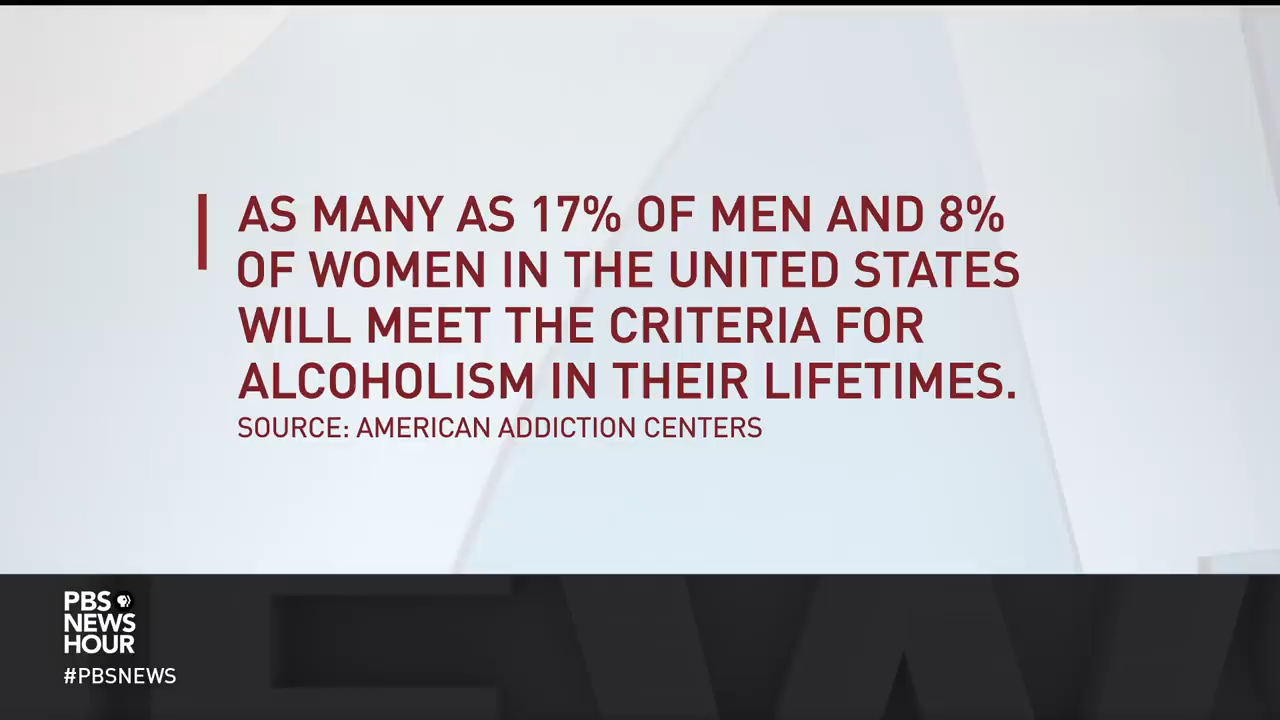 AS MANY AS 17% OF MEN AND 8%
OF WOMEN IN THE UNITED STATES
WILL MEET THE CRITERIA FOR
ALCOHOLISM IN THEIR LIFETIMES.
SOURCE: AMERICAN ADDICTION CENTERS
PBS
NEWS
HOUR
#PBSNEWS